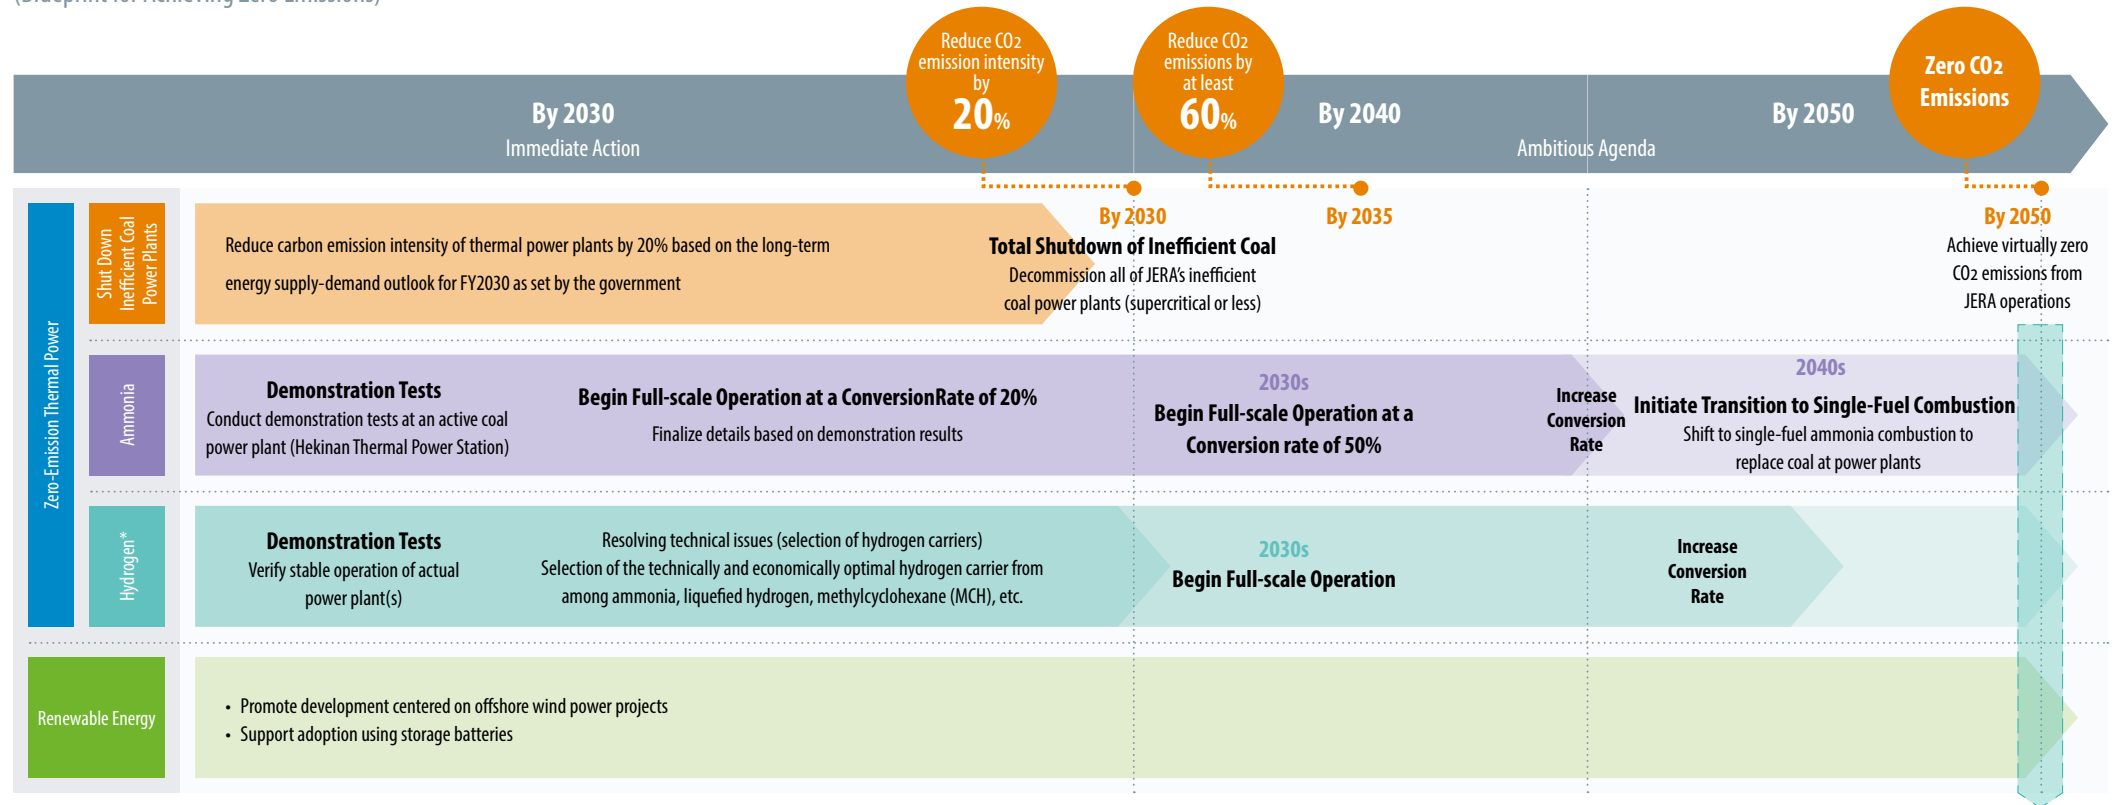 (Blueprint for Achieving Zero Emissions)
Reduce CO2
emission intensity
by
20%
Reduce CO2
emissions by
at least
60%
Zero CO2
Emissions
By 2030
Immediate Action
By 2040
By 2050
Ambitious Agenda
By 2030
By 2035
By 2050
Zero-Emission Thermal Power
Shut Down
Inefficient Coal
Power Plants
Reduce carbon emission intensity of thermal power plants by 20% based on the long-term
energy supply-demand outlook for FY2030 as set by the government
Total Shutdown of Inefficient Coal
Decommission all of JERA's inefficient
coal power plants (supercritical or less)
Achieve virtually zero
CO2 emissions from
JERA operations
Ammonia
Demonstration Tests
Conduct demonstration tests at an active coal
power plant (Hekinan Thermal Power Station)
Begin Full-scale Operation at a ConversionRate of 20%
Finalize details based on demonstration results
2030s
Begin Full-scale Operation at a
Conversion rate of 50%
Increase
Conversion
Rate
2040s
Initiate Transition to Single-Fuel Combustion
Shift to single-fuel ammonia combustion to
replace coal at power plants
Hydrogen*
Demonstration Tests
Verify stable operation of actual
power plant(s)
Resolving technical issues (selection of hydrogen carriers)
Selection of the technically and economically optimal hydrogen carrier from
among ammonia, liquefied hydrogen, methylcyclohexane (MCH), etc.
2030s
Begin Full-scale Operation
Increase
Conversion
Rate
Renewable Energy
• Promote development centered on offshore wind power projects
• Support adoption using storage batteries